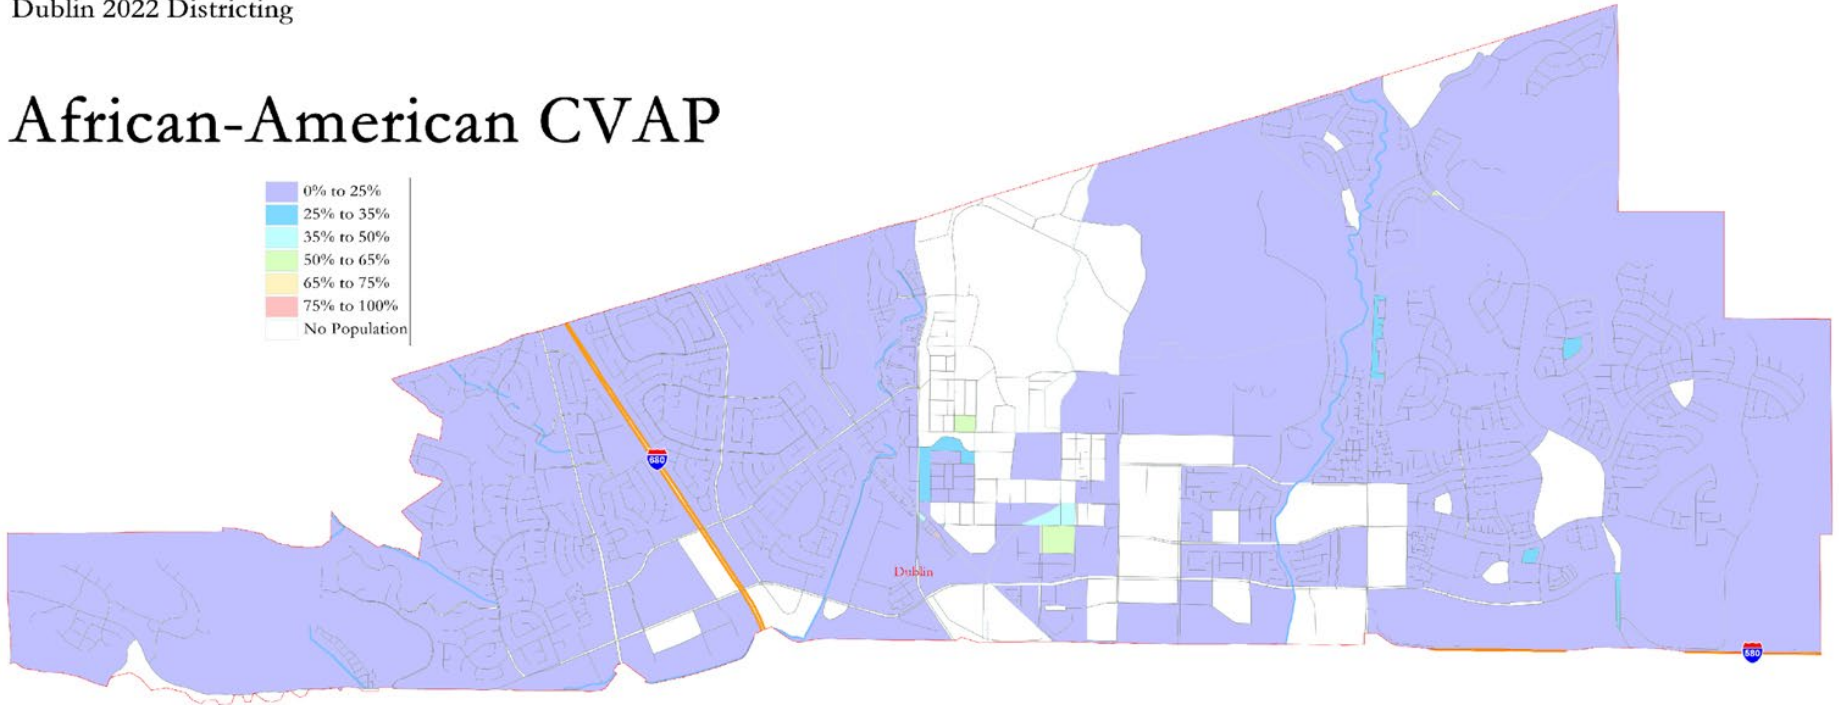 Dublin 2022 Districting
African-American CVAP
0% to 25%
25% to 35%
35% to 50%
50% to 65%
65% to 75%
75% to 100%
No Population
680
Dublin
580